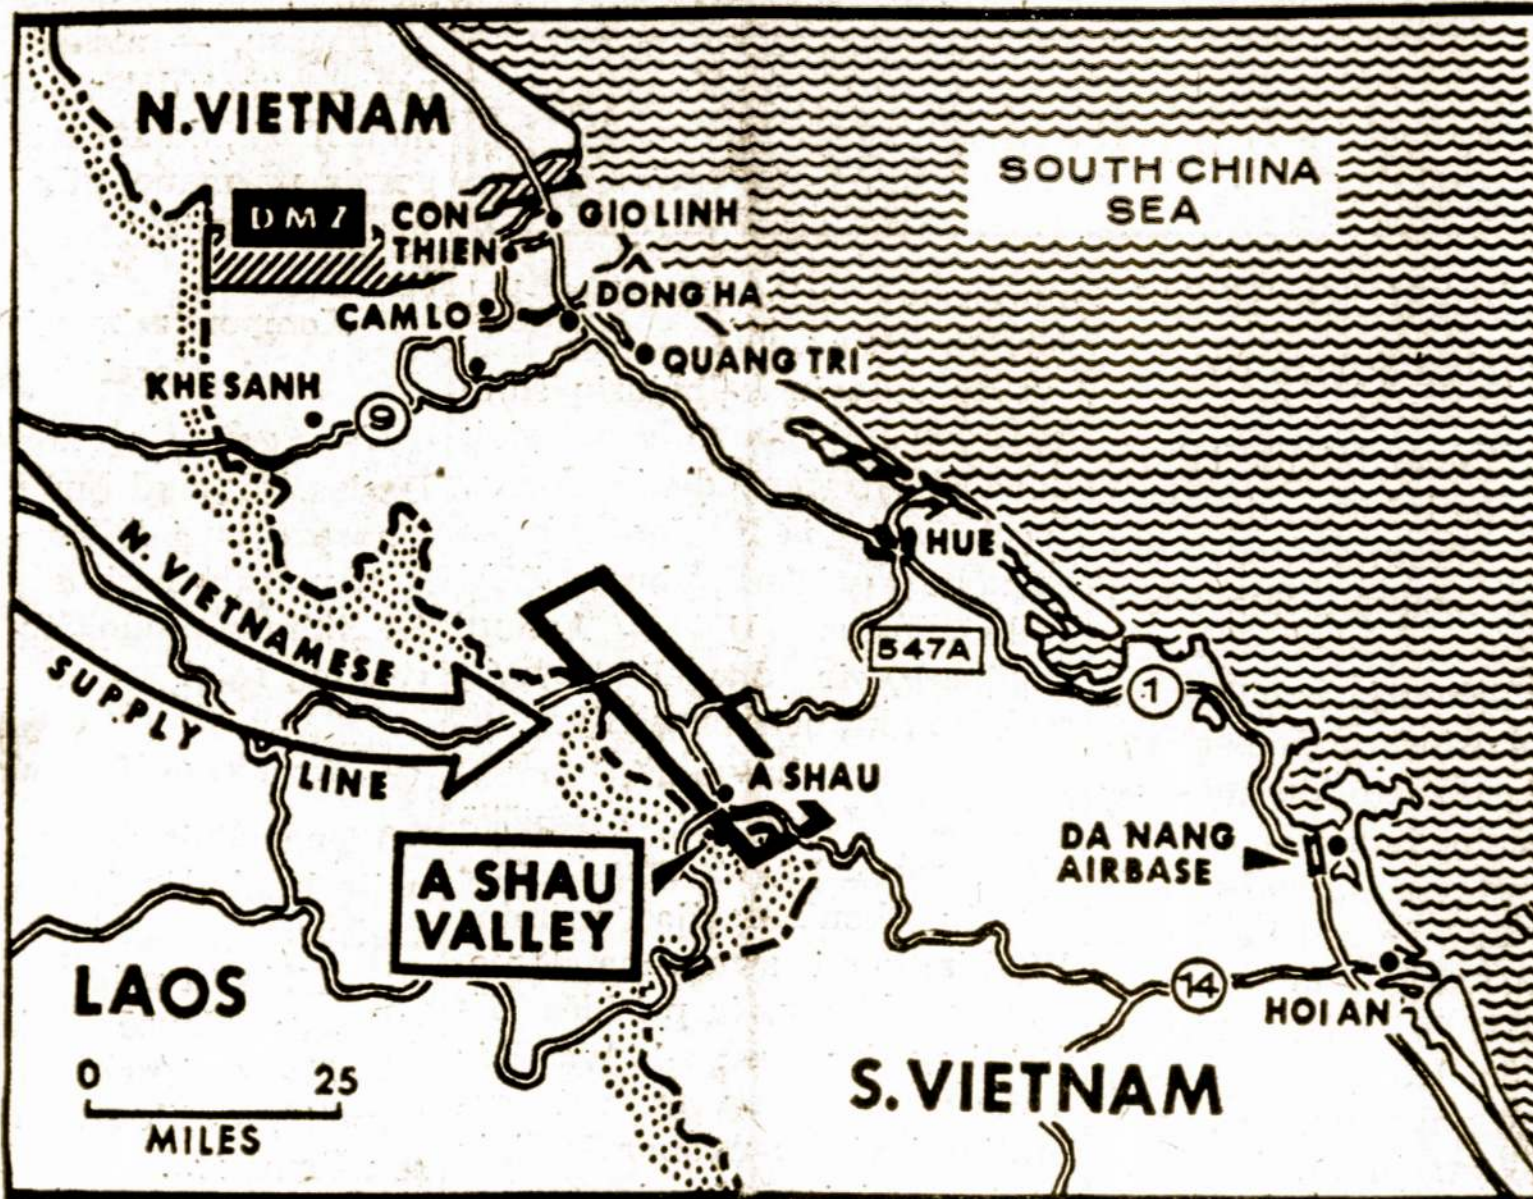 N. VIETNAM
SOUTH CHINA
SEA
DMZ
CON
THIEN
GIO LINH
DONG HA
CAM LO
QUANG TRI
KHE SANH
9
HUE
N. VIETNAMESE
SUPPLY
LINE
547A
1
A SHAU
A SHAU
VALLEY
DA NANG
AIRBASE
LAOS
14
HOI AN
0 25
MILES
S. VIETNAM